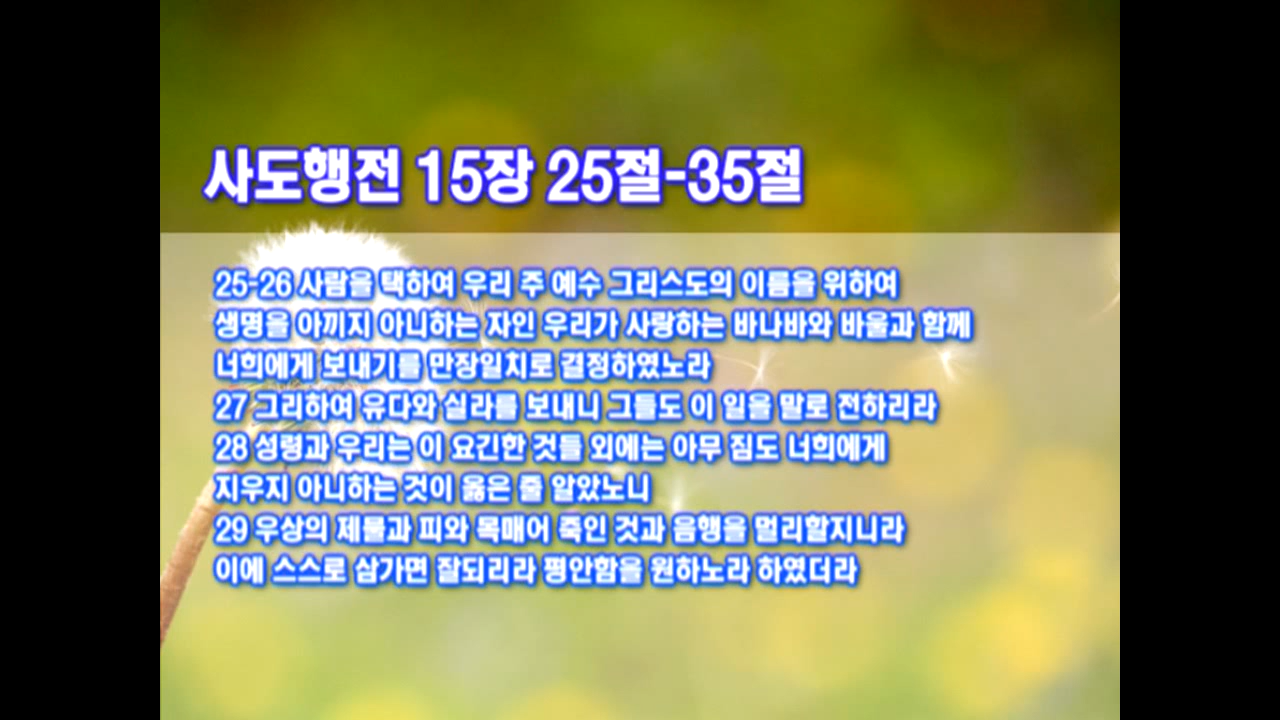 사도행전 15장 25절-35절
25-26 사람을 택하여 우리 주 예수 그리스도의 이름을 위하여
생명을 아끼지 아니하는 자인 우리가 사랑하는 바나바와 바울과 함께
너희에게 보내기를 만장일치로 결정하였노라
27 그리하여 유다와 실라를 보내니 그들도 이 일을 말로 전하리라
28 성령과 우리는 이 요긴한 것들 외에는 아무 짐도 너희에게
지우지 아니하는 것이 옳은 줄 알았노니
29 우상의 제물과 피와 목매어 죽인 것과 음행을 멀리할지니라
이에 스스로 삼가면 잘되리라 평안함을 원하노라 하였더라